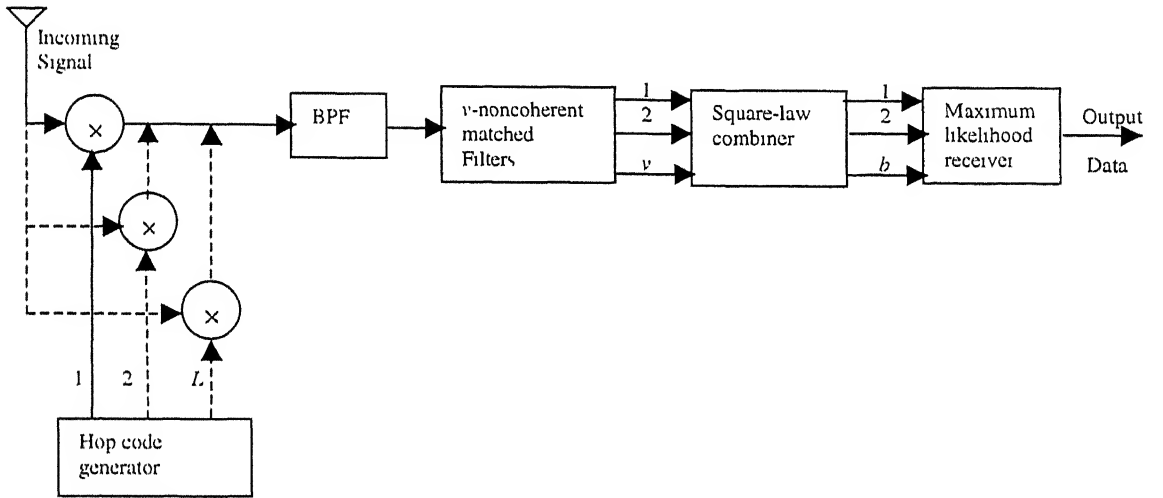 Incoming
Signal
×
×
×
BPF
v-noncoherent
matched
Filters
1
2
v
Square-law
combiner
1
2
b
Maximum
likelihood
receiver
Output
Data
1
2
L
Hop code
generator